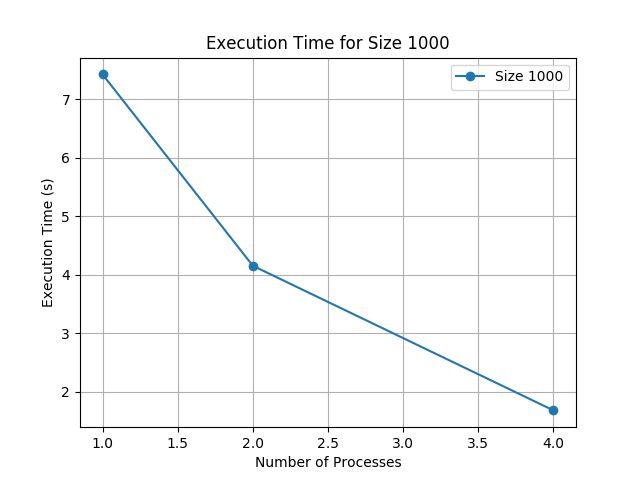 Execution Time for Size 1000
Size 1000
Execution Time (s)
7
6
5
4
3
2
1.0 1.5 2.0 2.5 3.0 3.5 4.0
Number of Processes